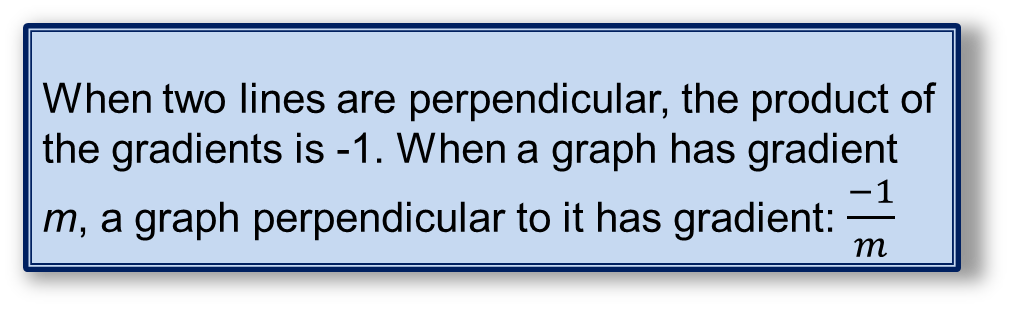 When two lines are perpendicular, the product of
the gradients is -1. When a graph has gradient
m, a graph perpendicular to it has gradient: −1/m